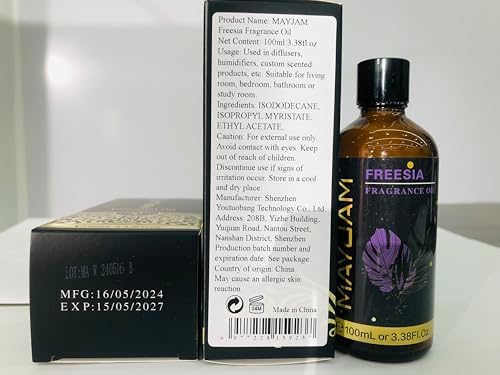 Product Name: MAYJAM
Freesia Fragrance Oil
Net Content: 100ml/3.38fl.oz
Usage: Used in diffusers,
humidifiers, custom scented
products, etc. Suitable for living
room, bedroom, bathroom or
study room.
Ingredients: ISODODECANE,
ISOPROPYL MYRISTATE.
ETHYL ACETATE,
Caution: For external use only.
Avoid contact with eyes. Keep
out of reach of children.
Discontinue use if signs of
irritation occur. Store in a cool
and dry place.
Manufacturer: Shenzhen
Youtuobang Technology Co., Ltd.
Address: 208B, Yizhe Building,
Yuquan Road, Nantou Street,
Nanshan District, Shenzhen
Production batch number and
expiration date: See package.
Country of origin: China
May cause an allergic skin
reaction
24M
Made in China
LOT:MA W 240516 B
MFG:16/05/2024
EXP:15/05/2027
MAYJAM
FREESIA
FRAGRANCE OIL
100mL or 3.38Fl.Oz